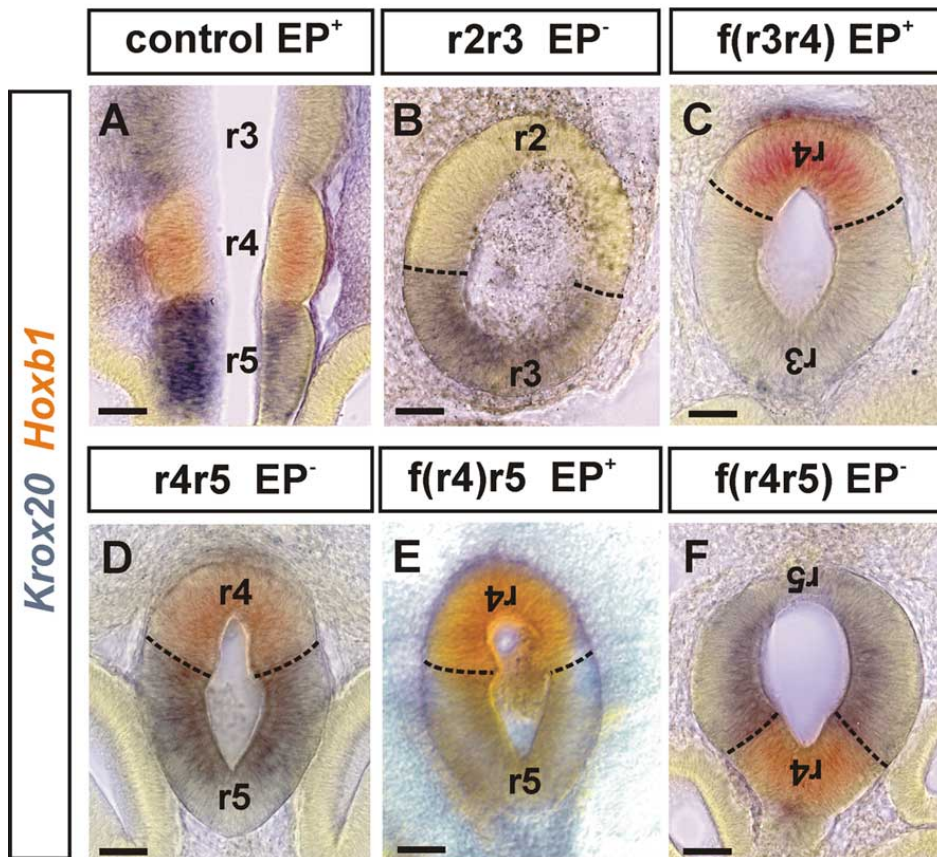 control EP⁺
r2r3 EP⁻
f(r3r4) EP⁺
Krox20 Hoxb1
A
r3
r4
r5
B
r2
r3
C
r4
r3
r4r5 EP⁻
f(r4)r5 EP⁺
f(r4r5) EP⁻
D
r4
r5
E
r4
r5
F
r5
r4